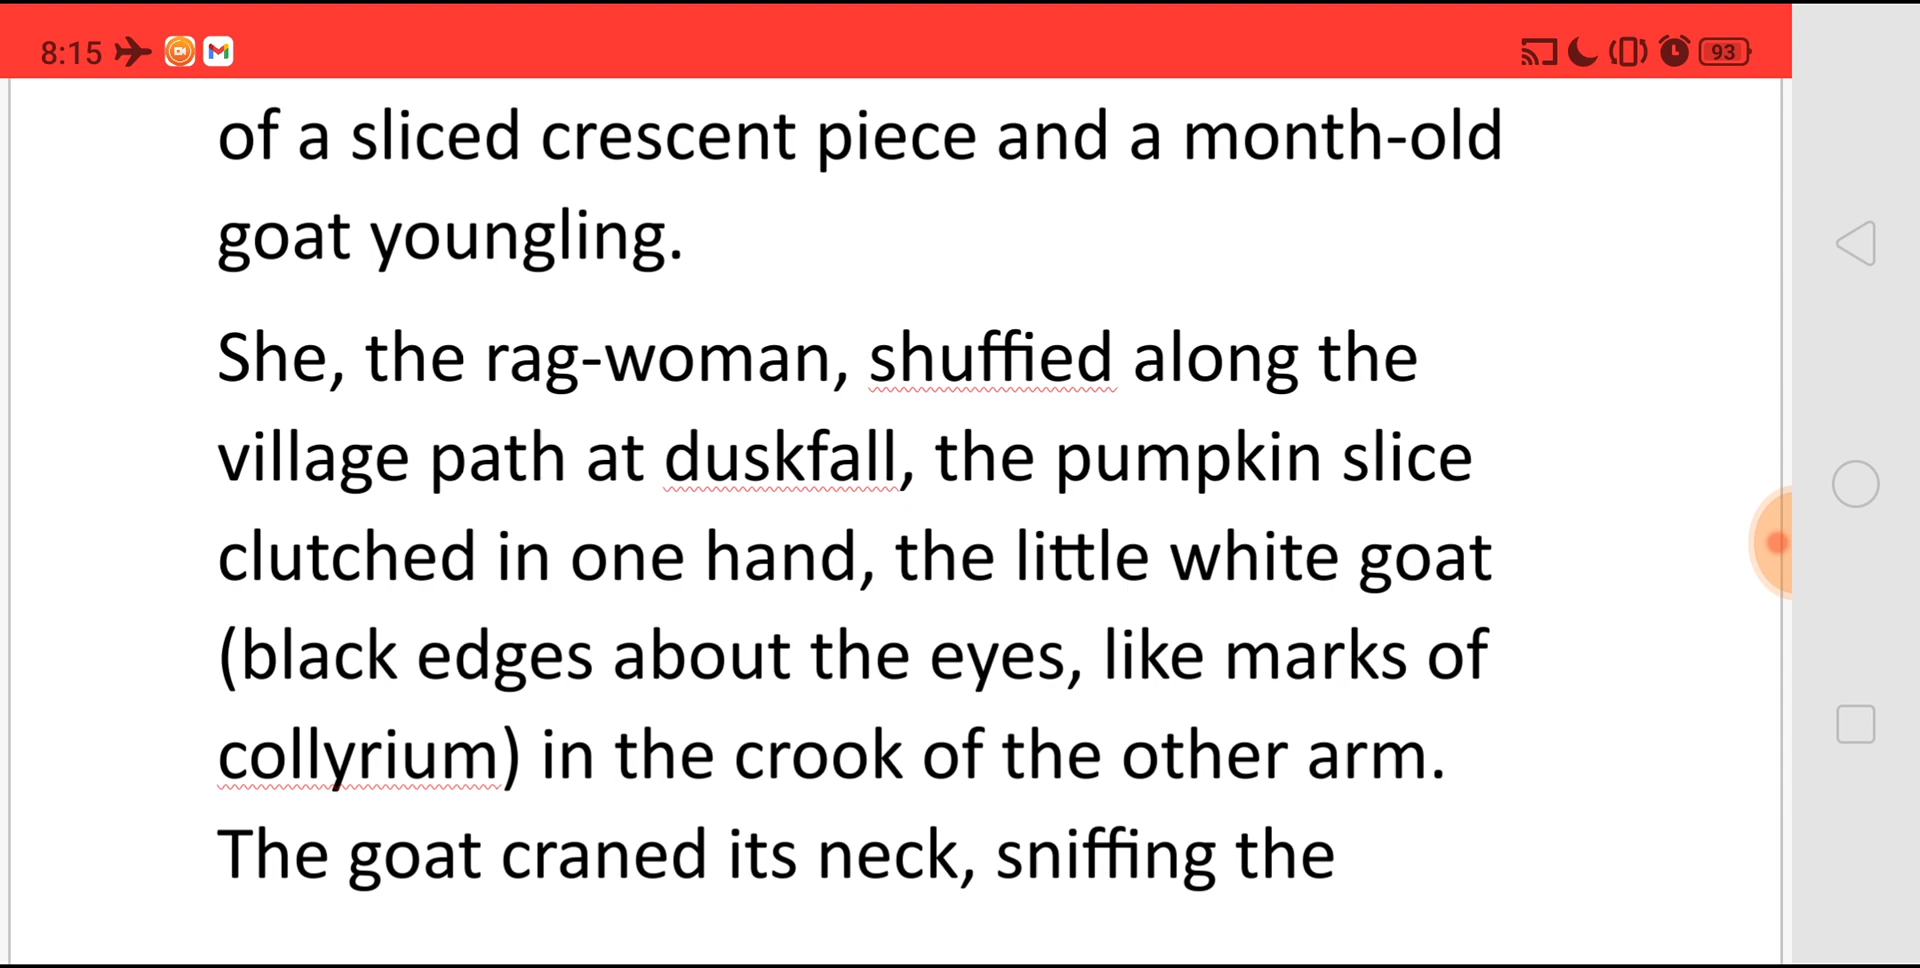 8:15
93
of a sliced crescent piece and a month-old
goat youngling.
She, the rag-woman, shuffied along the
village path at duskfall, the pumpkin slice
clutched in one hand, the little white goat
(black edges about the eyes, like marks of
collyrium) in the crook of the other arm.
The goat craned its neck, sniffing the